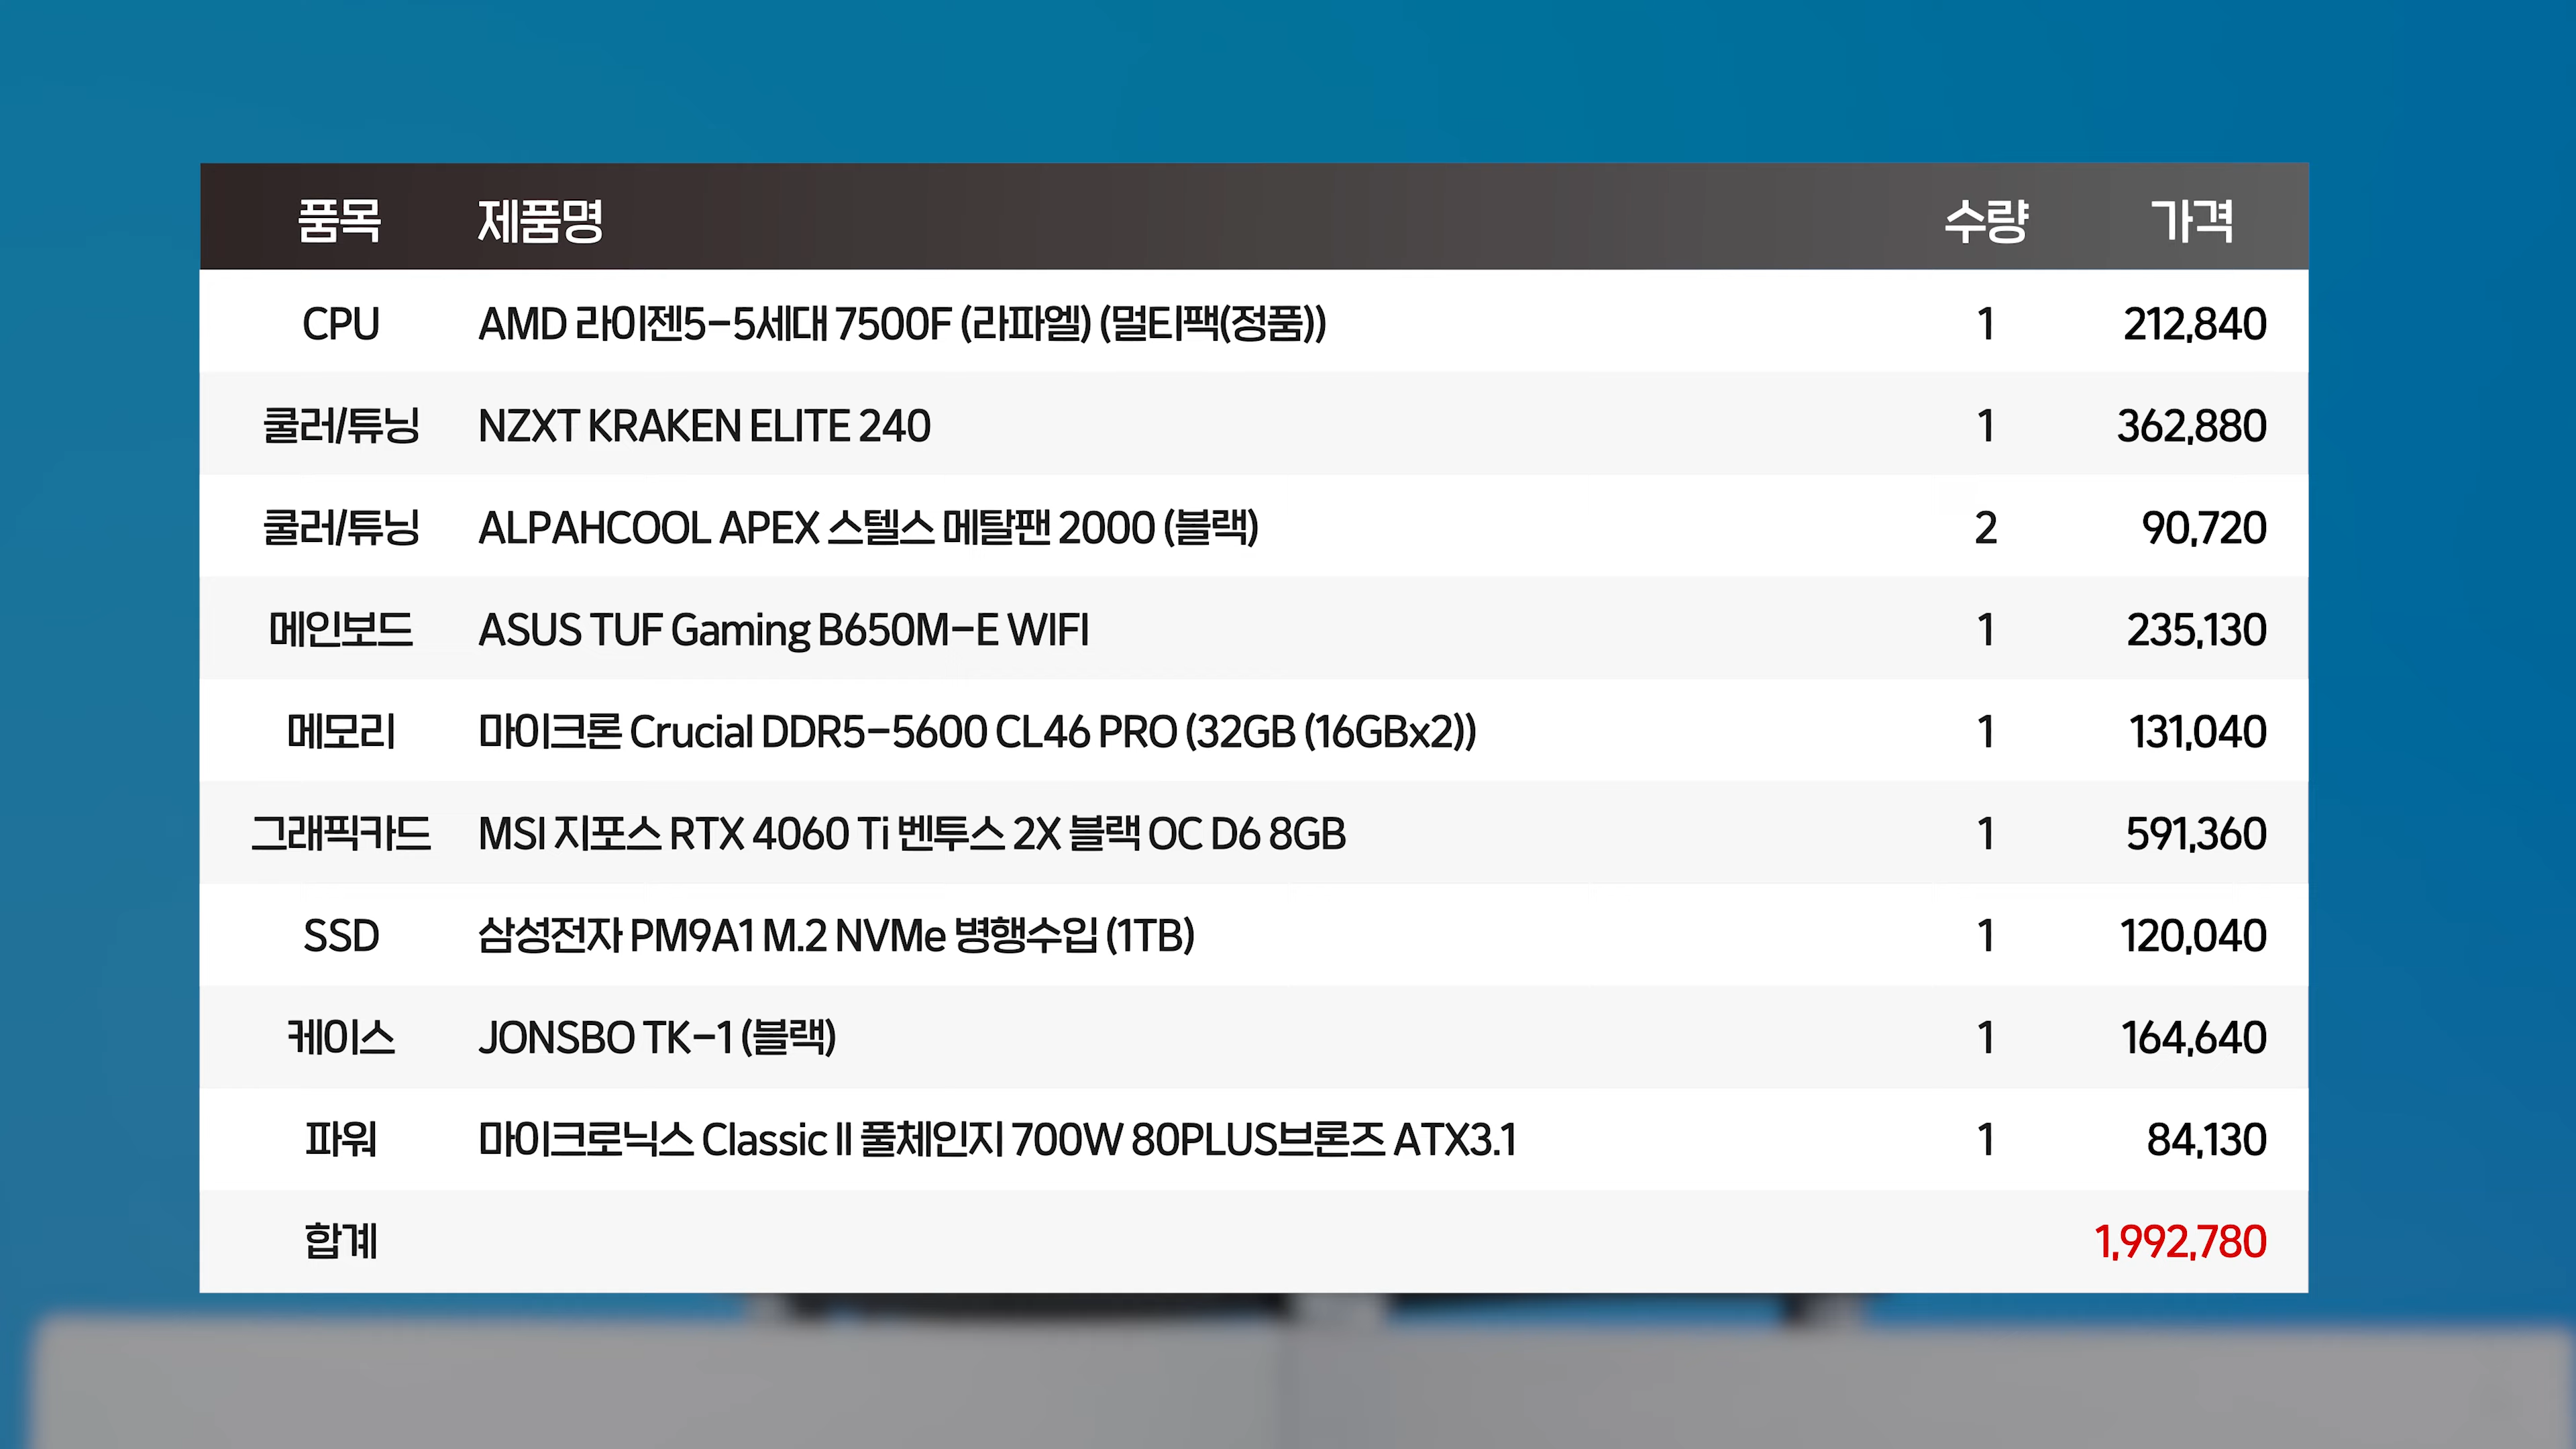 품목 제품명 수량 가격
CPU AMD 라이젠5-5세대 7500F (라파엘) (멀티팩(정품)) 1 212,840
쿨러/튜닝 NZXT KRAKEN ELITE 240 1 362,880
쿨러/튜닝 ALPAHCOOL APEX 스텔스 메탈팬 2000 (블랙) 2 90,720
메인보드 ASUS TUF Gaming B650M-E WIFI 1 235,130
메모리 마이크론 Crucial DDR5-5600 CL46 PRO (32GB (16GBx2)) 1 131,040
그래픽카드 MSI 지포스 RTX 4060 Ti 벤투스 2X 블랙 OC D6 8GB 1 591,360
SSD 삼성전자 PM9A1 M.2 NVMe 병행수입 (1TB) 1 120,040
케이스 JONSBO TK-1 (블랙) 1 164,640
파워 마이크로닉스 Classic II 풀체인지 700W 80PLUS브론즈 ATX3.1 1 84,130
합계 1,992,780